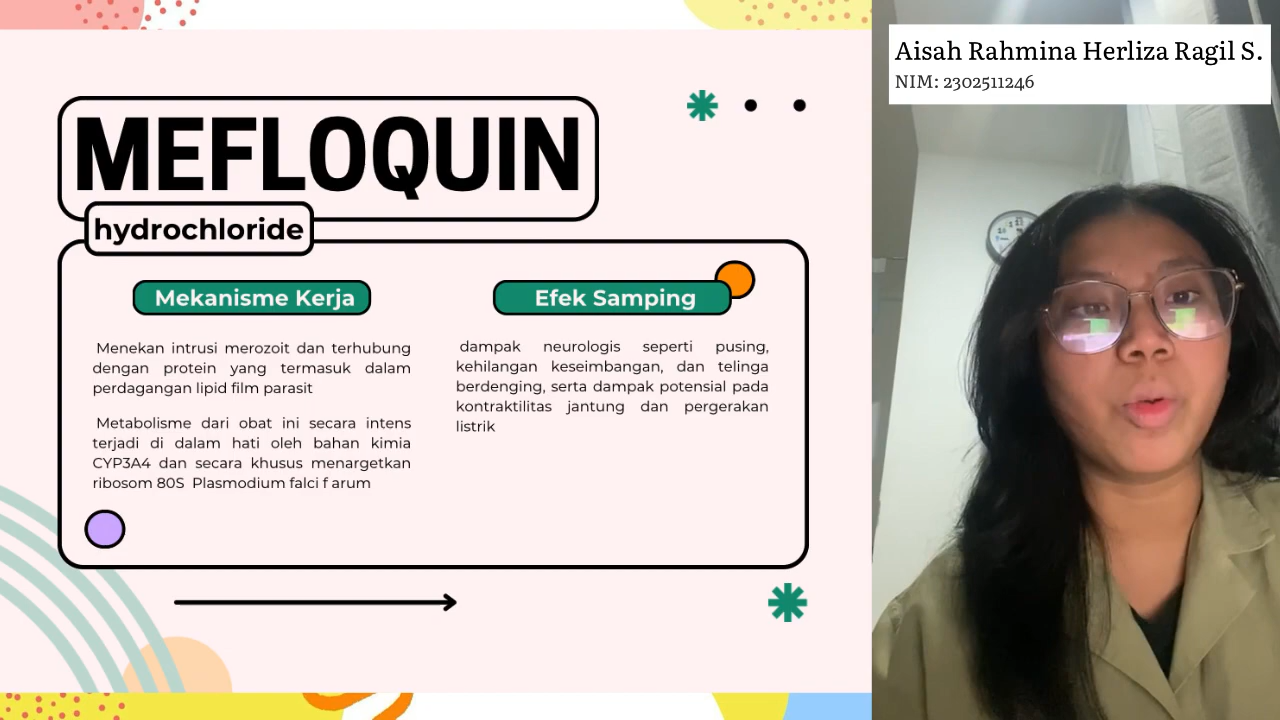 MEFLOQUIN
hydrochloride
Mekanisme Kerja
Menekan intrusi merozoit dan terhubung
dengan protein yang termasuk dalam
perdagangan lipid film parasit
Metabolisme dari obat ini secara intens
terjadi di dalam hati oleh bahan kimia
CYP3A4 dan secara khusus menargetkan
ribosom 80S Plasmodium falci f arum
Efek Samping
dampak neurologis seperti pusing,
kehilangan keseimbangan, dan telinga
berdenging, serta dampak potensial pada
kontraktilitas jantung dan pergerakan
listrik
Aisah Rahmina Herliza Ragil S.
NIM: 2302511246